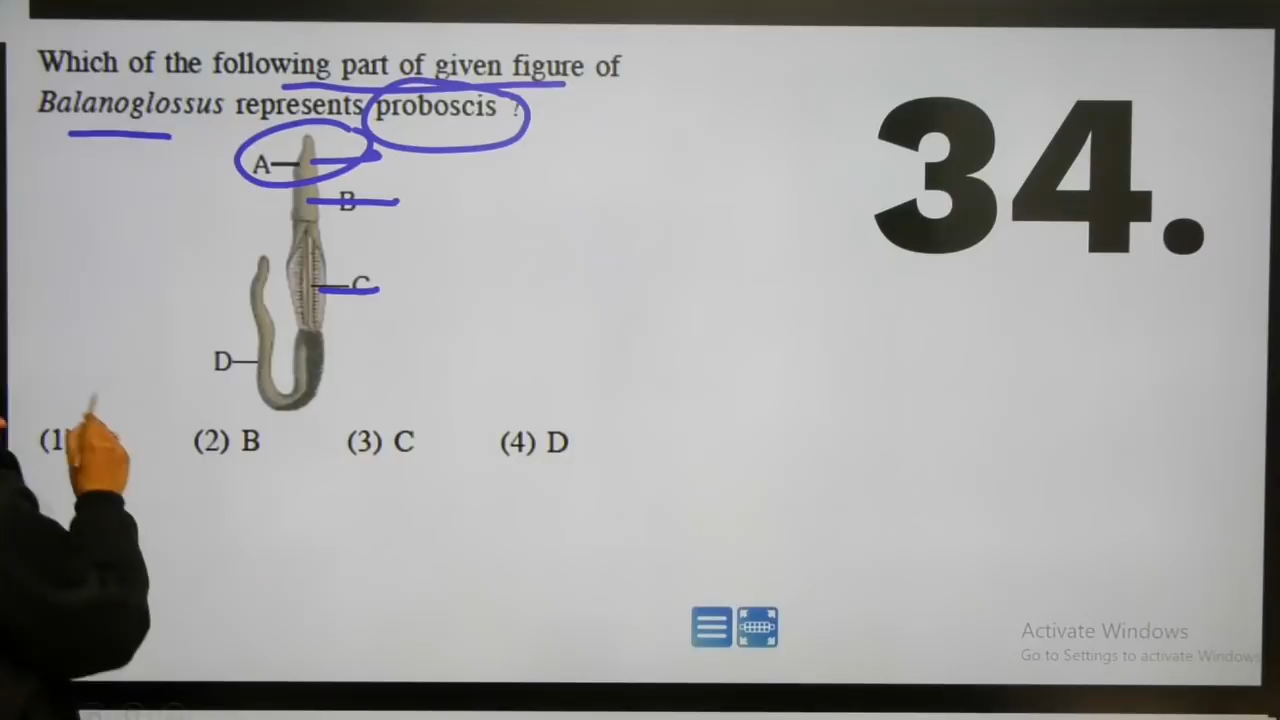 Which of the following part of given figure of
Balanoglossus represents proboscis ?
A
B
C
D
(1)
(2) B
(3) C
(4) D
34.
Activate Windows
Go to Settings to activate Windows